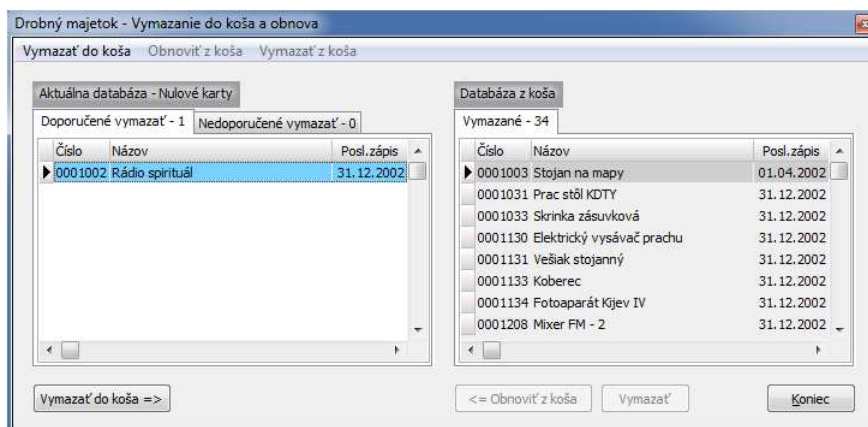 Drobný majetok - Vymazanie do koša a obnova
Vymazať do koša Obnoviť z koša Vymazať z koša
Aktuálna databáza - Nulové karty
Doporučené vymazať - 1 Nedoporučené vymazať - 0
Číslo Názov Posl.zápis
0001002 Rádio spirituál 31.12.2002
Vymazať do koša =>
Databáza z koša
Vymazané - 34
Číslo Názov Posl.zápis
0001003 Stojan na mapy 01.04.2002
0001031 Prac stôl KDTY 31.12.2002
0001033 Skrinka zásuvková 31.12.2002
0001130 Elektrický vysávač prachu 31.12.2002
0001131 Vešiak stojanný 31.12.2002
0001133 Koberec 31.12.2002
0001134 Fotoaparát Kijev IV 31.12.2002
0001208 Mixer FM - 2 31.12.2002
<= Obnoviť z koša Vymazať Koniec